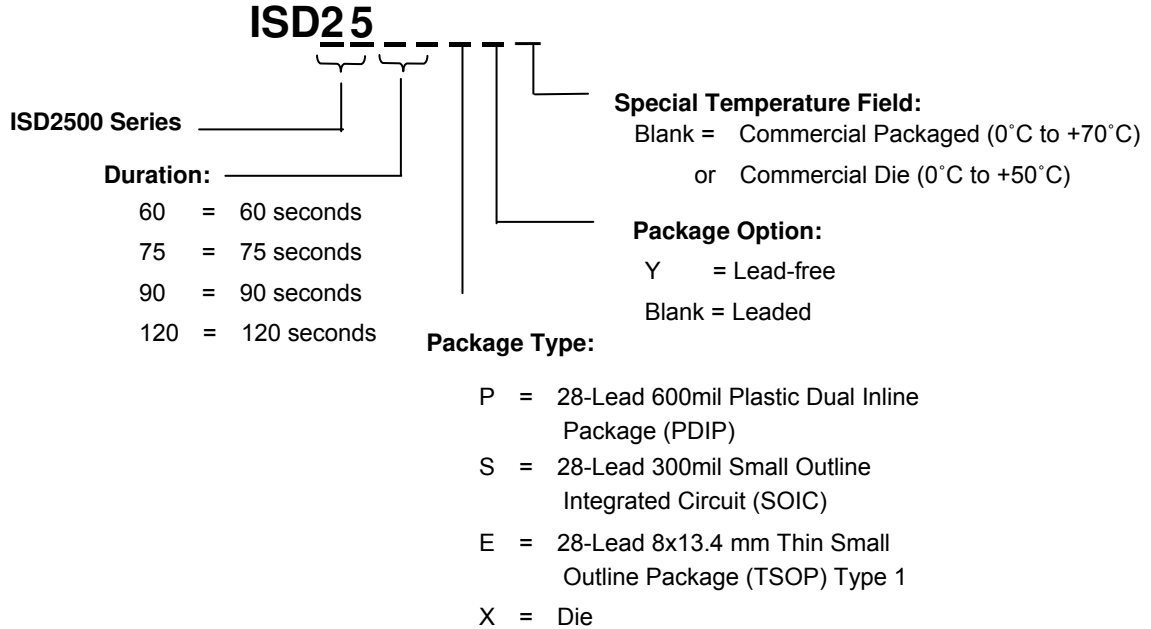 ISD25
Special Temperature Field:
Blank = Commercial Packaged (0˚C to +70˚C)
or Commercial Die (0˚C to +50˚C)
ISD2500 Series
Duration:
60 = 60 seconds
75 = 75 seconds
90 = 90 seconds
120 = 120 seconds
Package Option:
Y = Lead-free
Blank = Leaded
Package Type:
P = 28-Lead 600mil Plastic Dual Inline
Package (PDIP)
S = 28-Lead 300mil Small Outline
Integrated Circuit (SOIC)
E = 28-Lead 8x13.4 mm Thin Small
Outline Package (TSOP) Type 1
X = Die